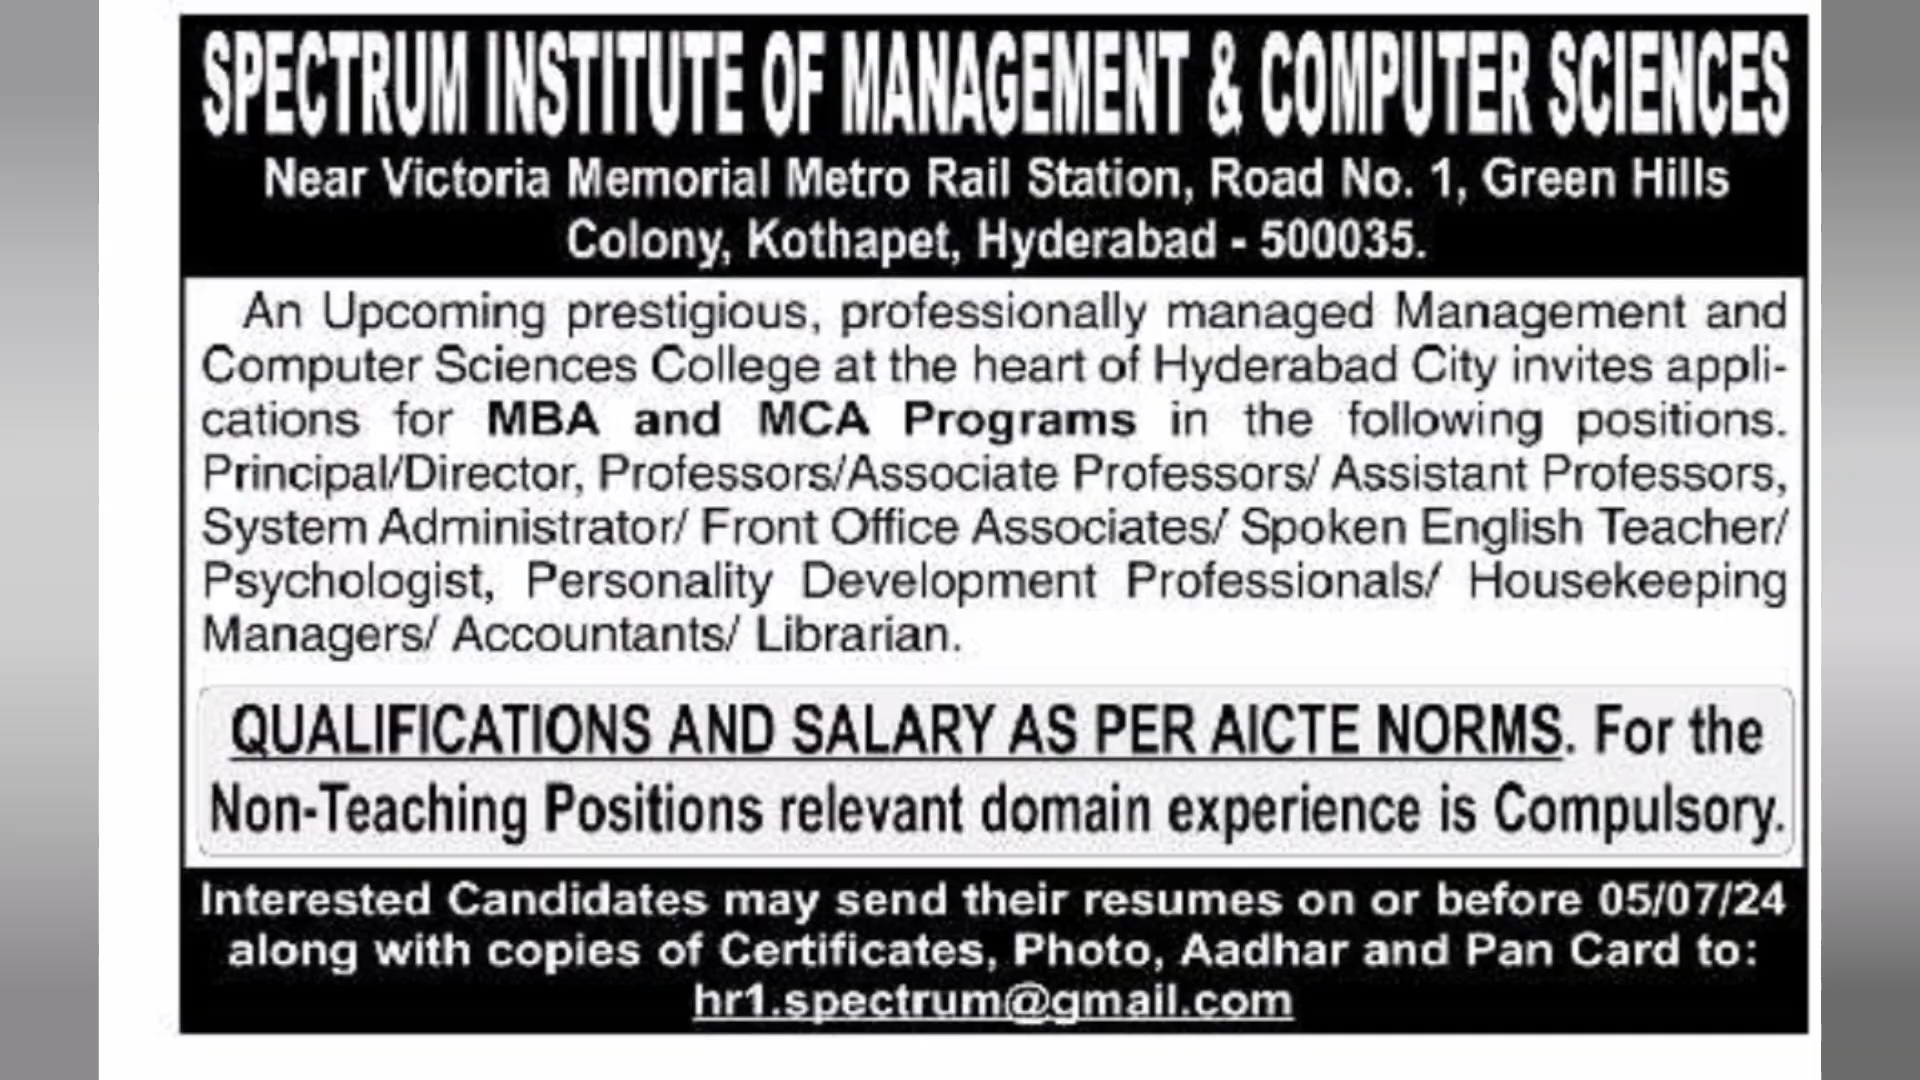 SPECTRUM INSTITUTE OF MANAGEMENT & COMPUTER SCIENCES
Near Victoria Memorial Metro Rail Station, Road No. 1, Green Hills
Colony, Kothapet, Hyderabad - 500035.
An Upcoming prestigious, professionally managed Management and
Computer Sciences College at the heart of Hyderabad City invites appli-
cations for MBA and MCA Programs in the following positions.
Principal/Director, Professors/Associate Professors/ Assistant Professors,
System Administrator/ Front Office Associates/ Spoken English Teacher/
Psychologist, Personality Development Professionals/ Housekeeping
Managers/ Accountants/ Librarian.
QUALIFICATIONS AND SALARY AS PER AICTE NORMS. For the
Non-Teaching Positions relevant domain experience is Compulsory.
Interested Candidates may send their resumes on or before 05/07/24
along with copies of Certificates, Photo, Aadhar and Pan Card to:
hr1.spectrum@gmail.com